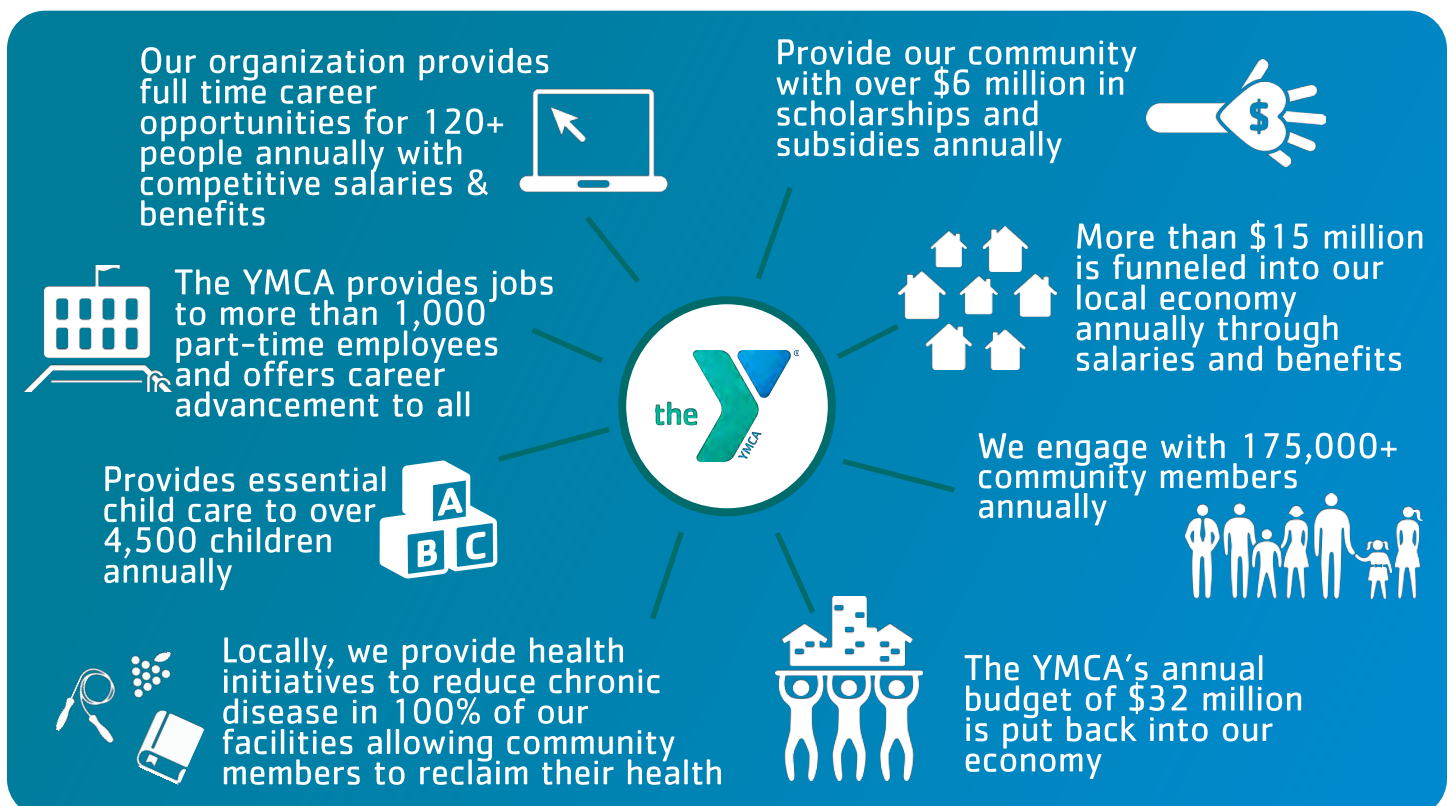 Our organization provides
full time career
opportunities for 120+
people annually with
competitive salaries &
benefits
Provide our community
with over $6 million in
scholarships and
subsidies annually
$
The YMCA provides jobs
to more than 1,000
part-time employees
and offers career
advancement to all
More than $15 million
is funneled into our
local economy
annually through
salaries and benefits
the
YMCA
®
Provides essential
child care to over
4,500 children
annually
A
B C
We engage with 175,000+
community members
annually
Locally, we provide health
initiatives to reduce chronic
disease in 100% of our
facilities allowing community
members to reclaim their health
The YMCA's annual
budget of $32 million
is put back into our
economy